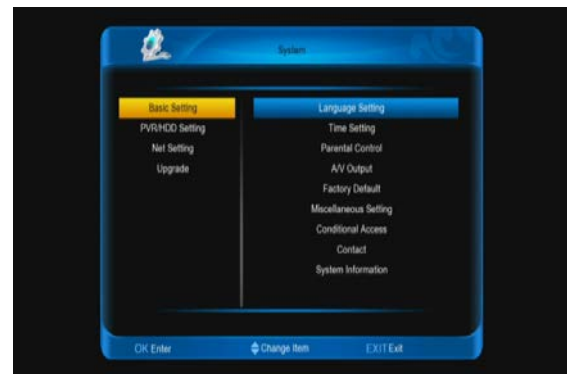 System
Basic Setting
PVR/HDD Setting
Net Setting
Upgrade
Language Setting
Time Setting
Parental Control
A/V Output
Factory Default
Miscellaneous Setting
Conditional Access
Contact
System Information
OK Enter
Change Item
EXIT Exit